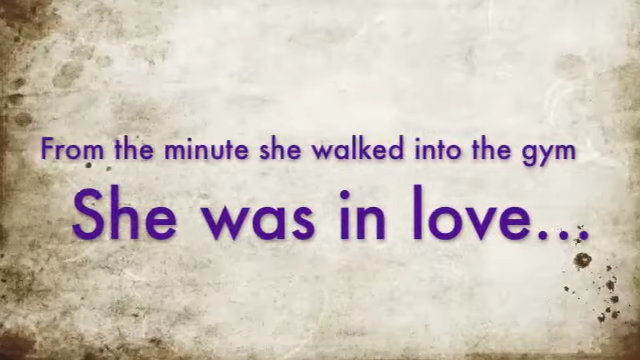 From the minute she walked into the gym
She was in love...